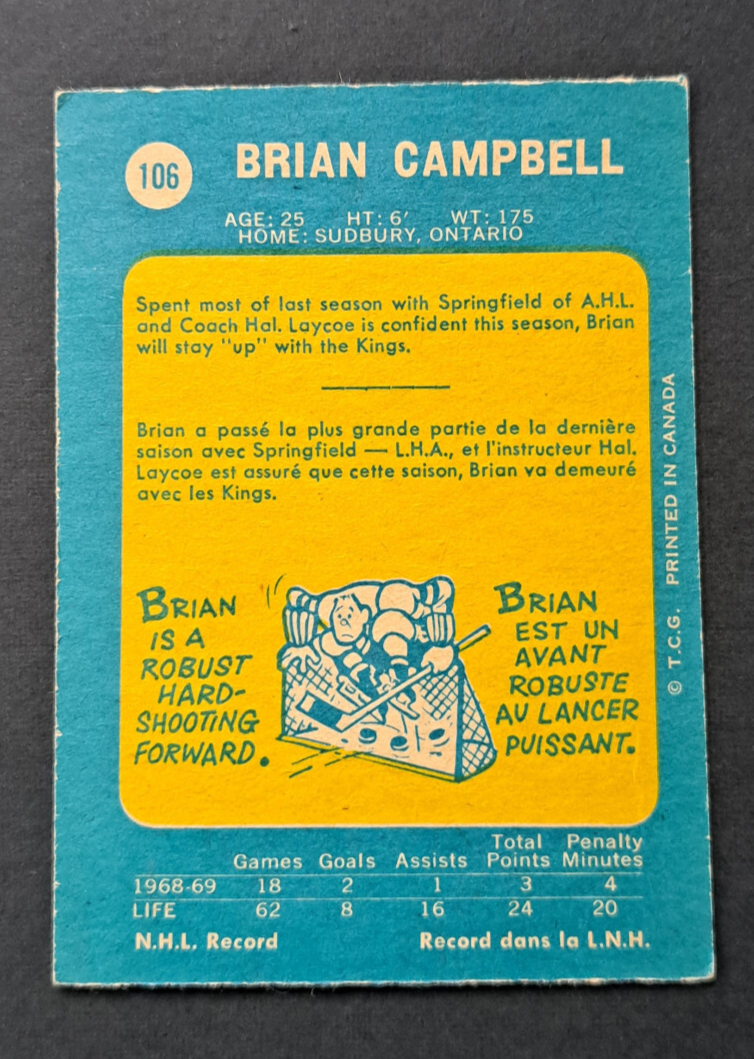 106
BRIAN CAMPBELL
AGE: 25 HT: 6' WT: 175
HOME: SUDBURY, ONTARIO
Spent most of last season with Springfield of A.H.L.
and Coach Hal. Laycoe is confident this season, Brian
will stay "up" with the Kings.
Brian a passé la plus grande partie de la dernière
saison avec Springfield — L.H.A., et l'instructeur Hal.
Laycoe est assuré que cette saison, Brian va demeuré
avec les Kings.
BRIAN
IS A
ROBUST
HARD-
SHOOTING
FORWARD.
BRIAN
EST UN
AVANT
ROBUSTE
AU LANCER
PUISSANT.
© T.C.G. PRINTED IN CANADA
Total Penalty
Games Goals Assists Points Minutes
1968-69 18 2 1 3 4
LIFE 62 8 16 24 20
N.H.L. Record Record dans la L.N.H.